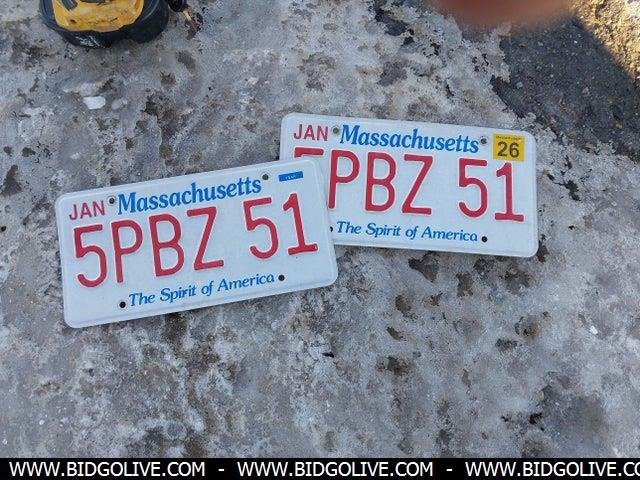 JAN Massachusetts
5PBZ 51
The Spirit of America
JAN Massachusetts 26
5PBZ 51
The Spirit of America
WWW.BIDGOLIVE.COM - WWW.BIDGOLIVE.COM - WWW.BIDGOLIVE.CO